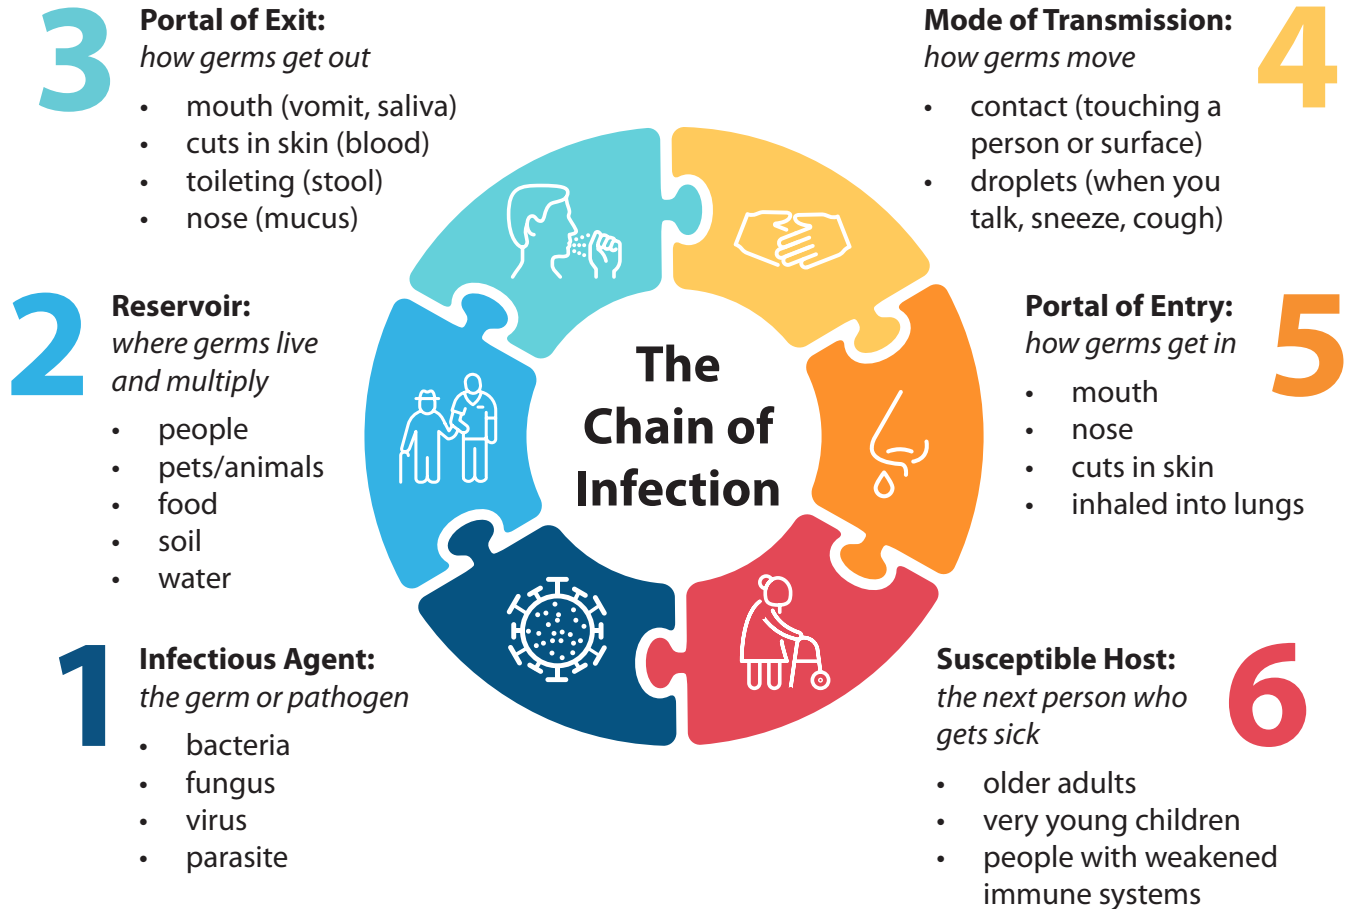 3
Portal of Exit:
how germs get out
• mouth (vomit, saliva)
• cuts in skin (blood)
• toileting (stool)
• nose (mucus)
4
Mode of Transmission:
how germs move
• contact (touching a
person or surface)
• droplets (when you
talk, sneeze, cough)
2
Reservoir:
where germs live
and multiply
• people
• pets/animals
• food
• soil
• water
The
Chain of
Infection
5
Portal of Entry:
how germs get in
• mouth
• nose
• cuts in skin
• inhaled into lungs
1
Infectious Agent:
the germ or pathogen
• bacteria
• fungus
• virus
• parasite
6
Susceptible Host:
the next person who
gets sick
• older adults
• very young children
• people with weakened
immune systems